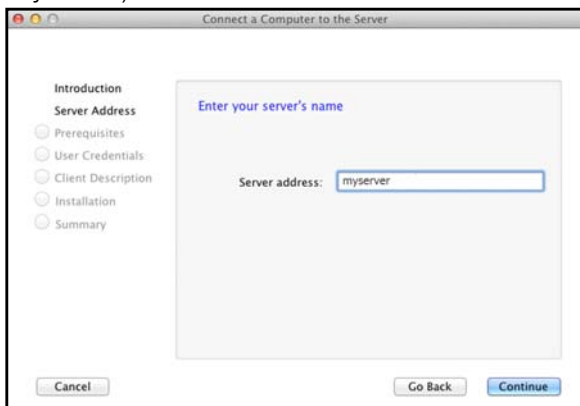 Connect a Computer to the Server
Introduction
Server Address
Prerequisites
User Credentials
Client Description
Installation
Summary
Enter your server's name
Server address: myserver
Cancel
Go Back
Continue